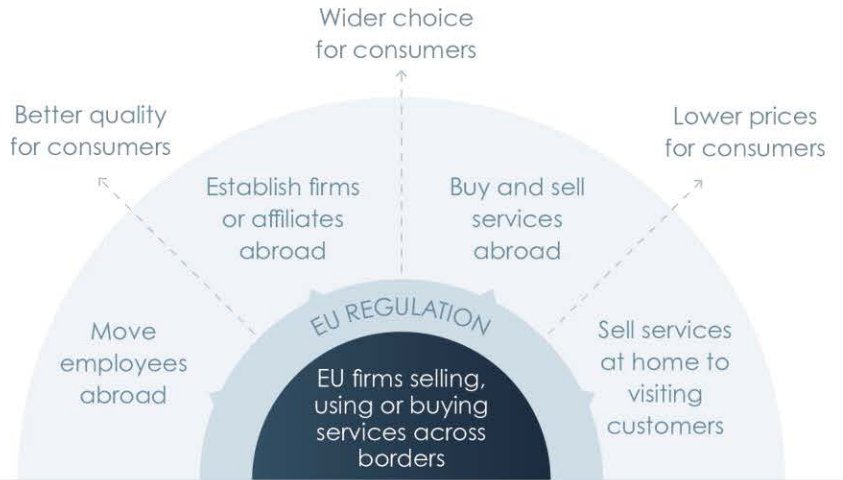 Wider choice
for consumers
Better quality
for consumers
Lower prices
for consumers
Establish firms
or affiliates
abroad
Buy and sell
services
abroad
Move
employees
abroad
Sell services
at home to
visiting
customers
EU REGULATION
EU firms selling,
using or buying
services across
borders